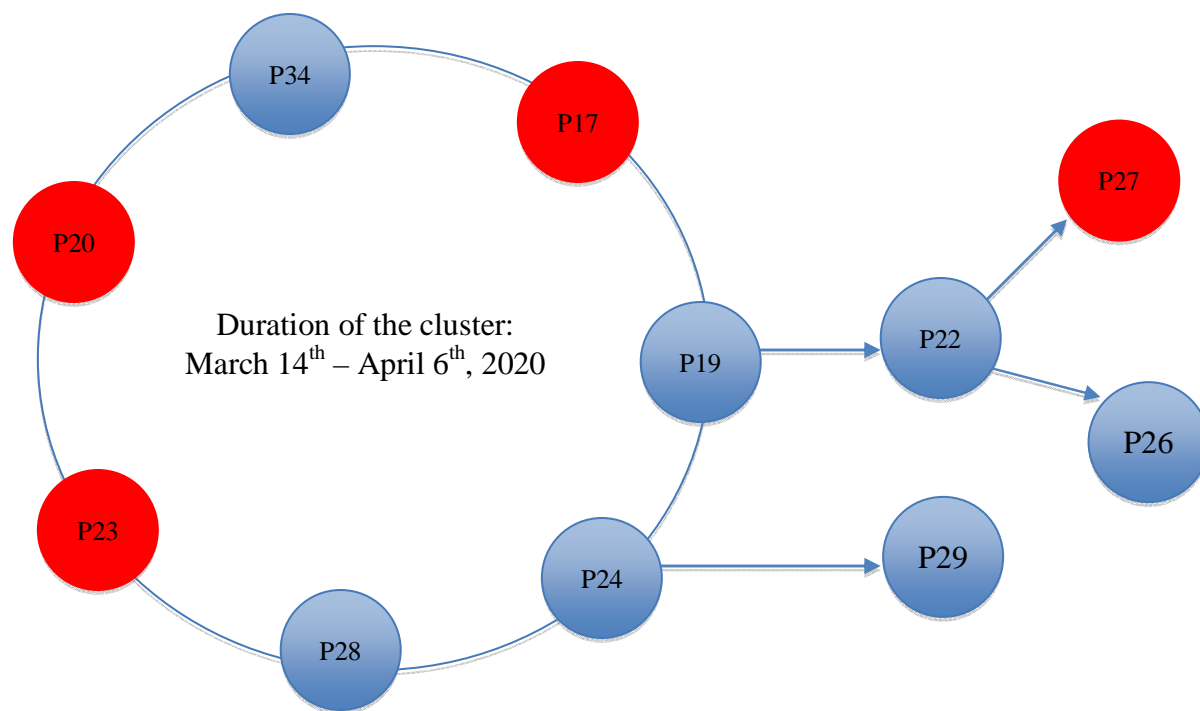 P34
P17
P27
P20
Duration of the cluster:
March 14th – April 6th, 2020
P22
P19
P26
P23
P29
P24
P28